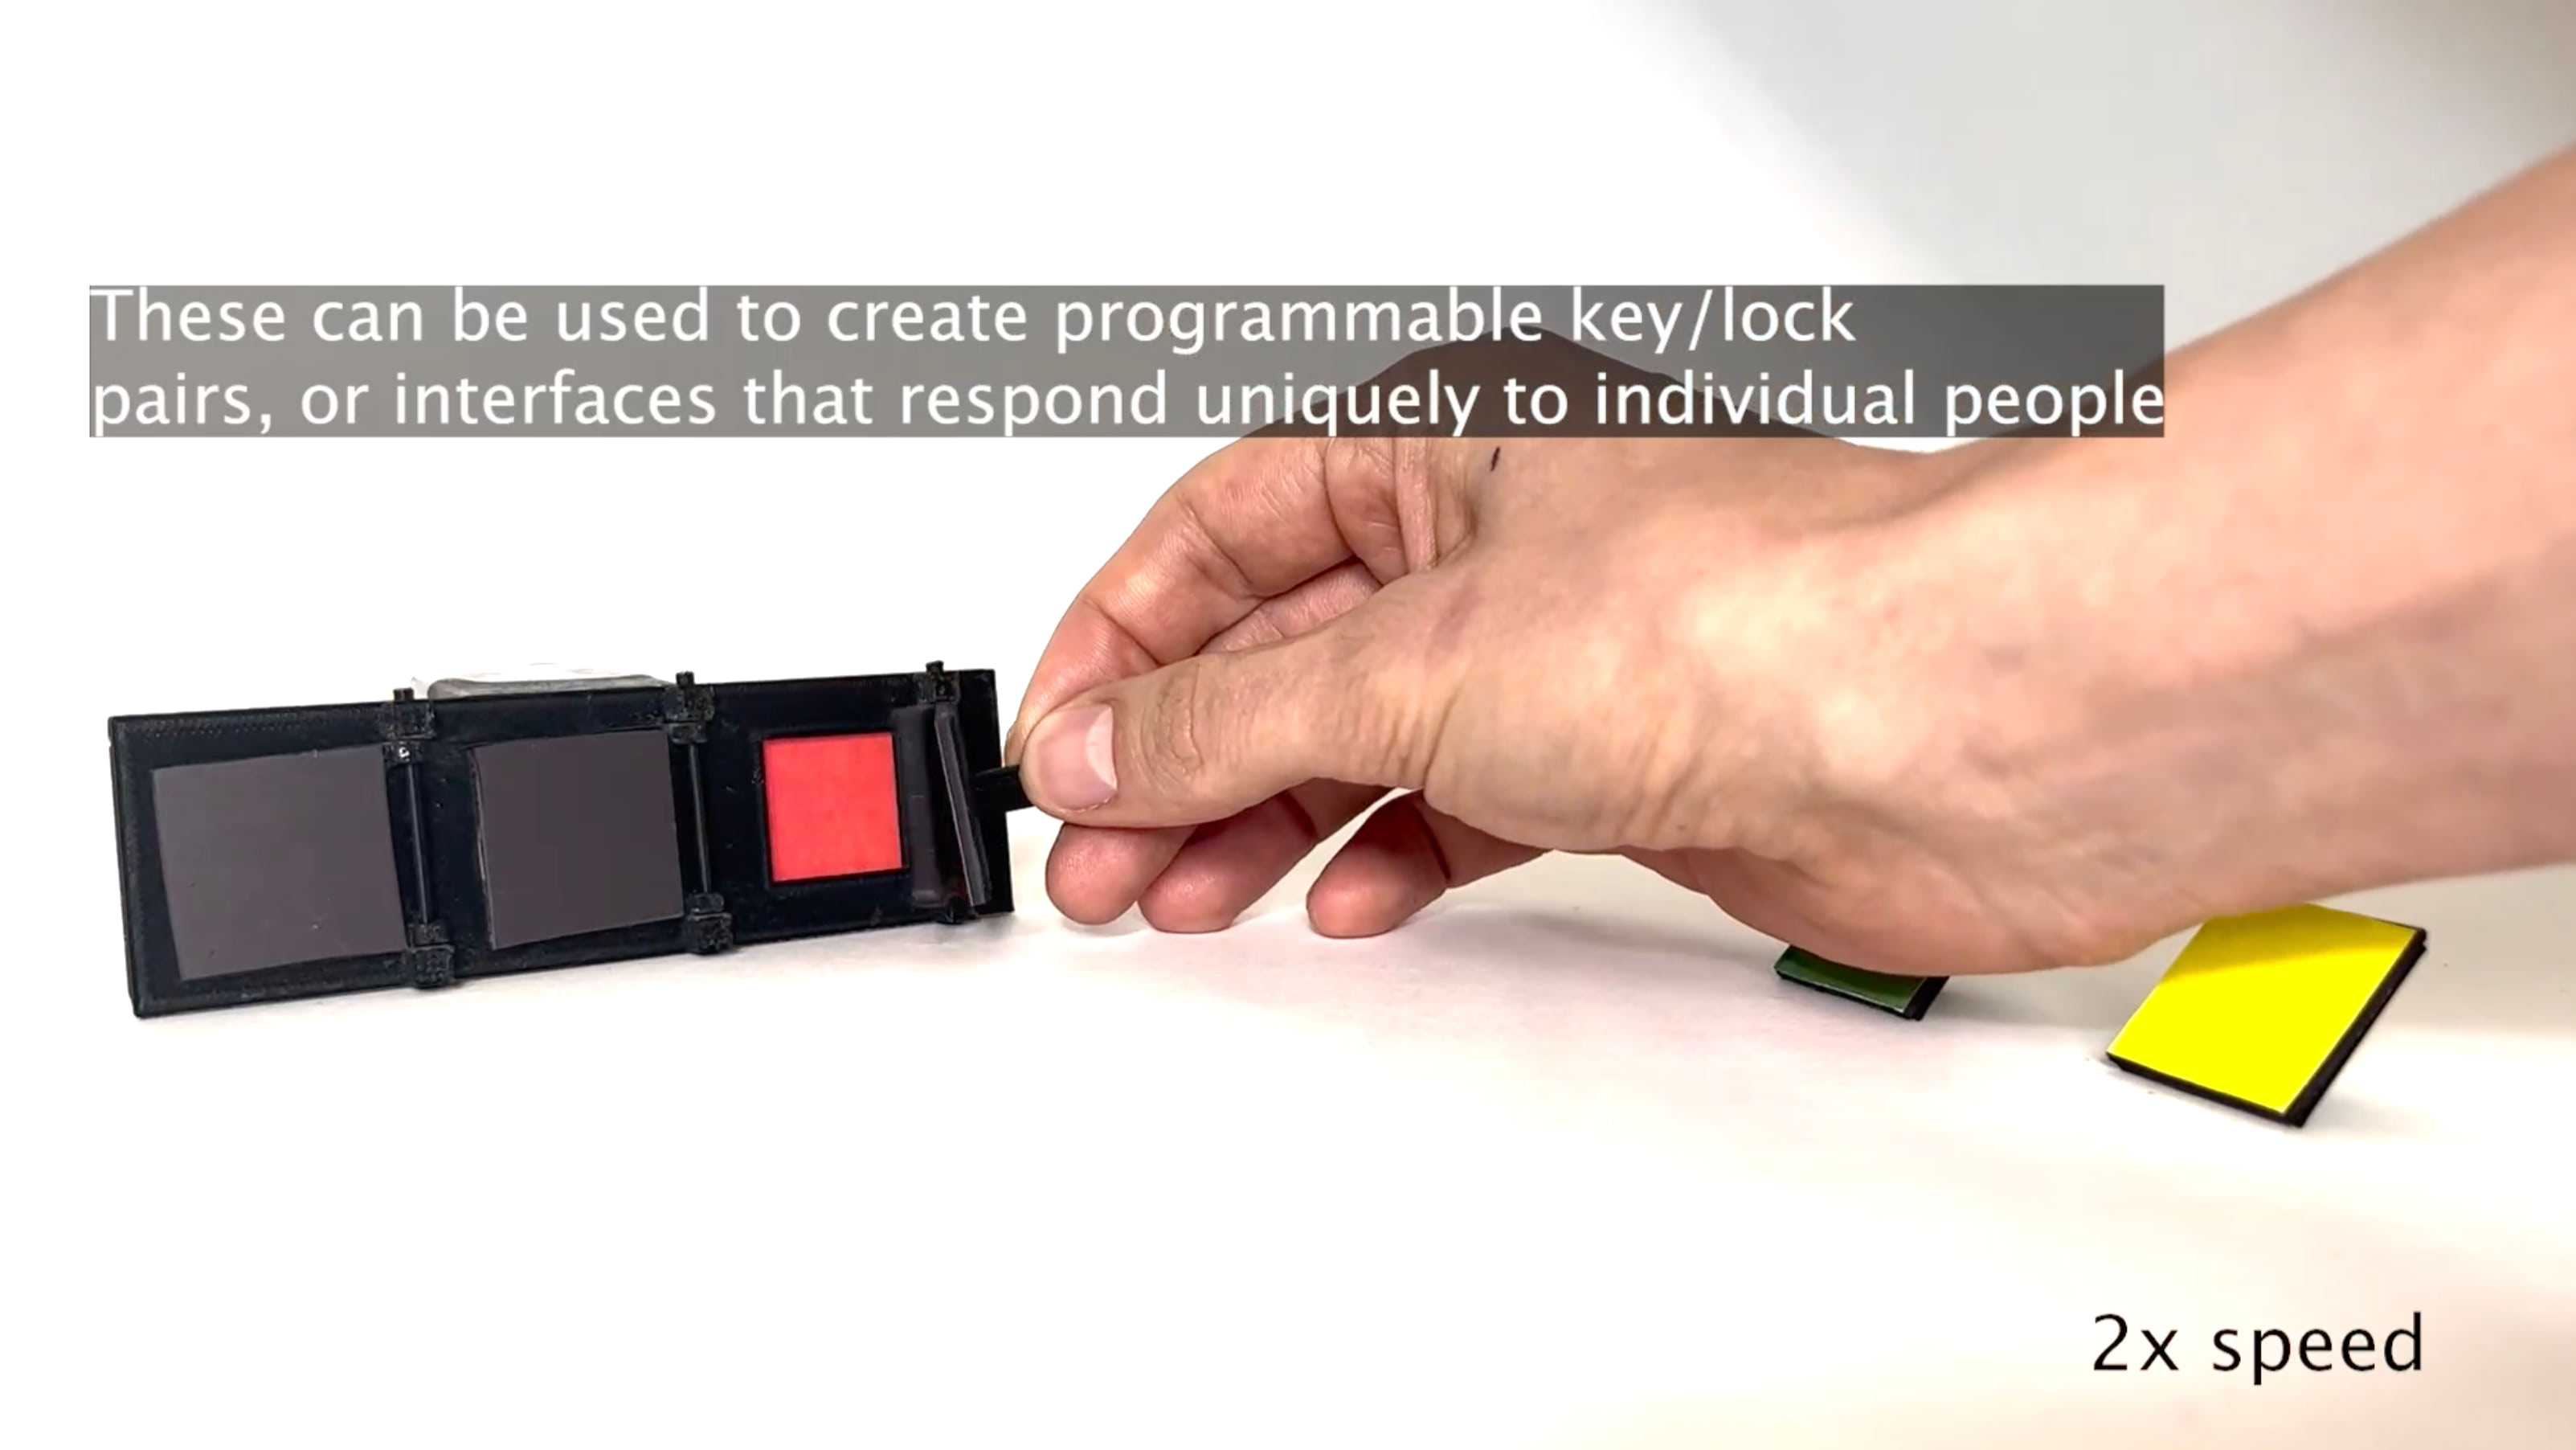 These can be used to create programmable key/lock
pairs, or interfaces that respond uniquely to individual people
2x speed